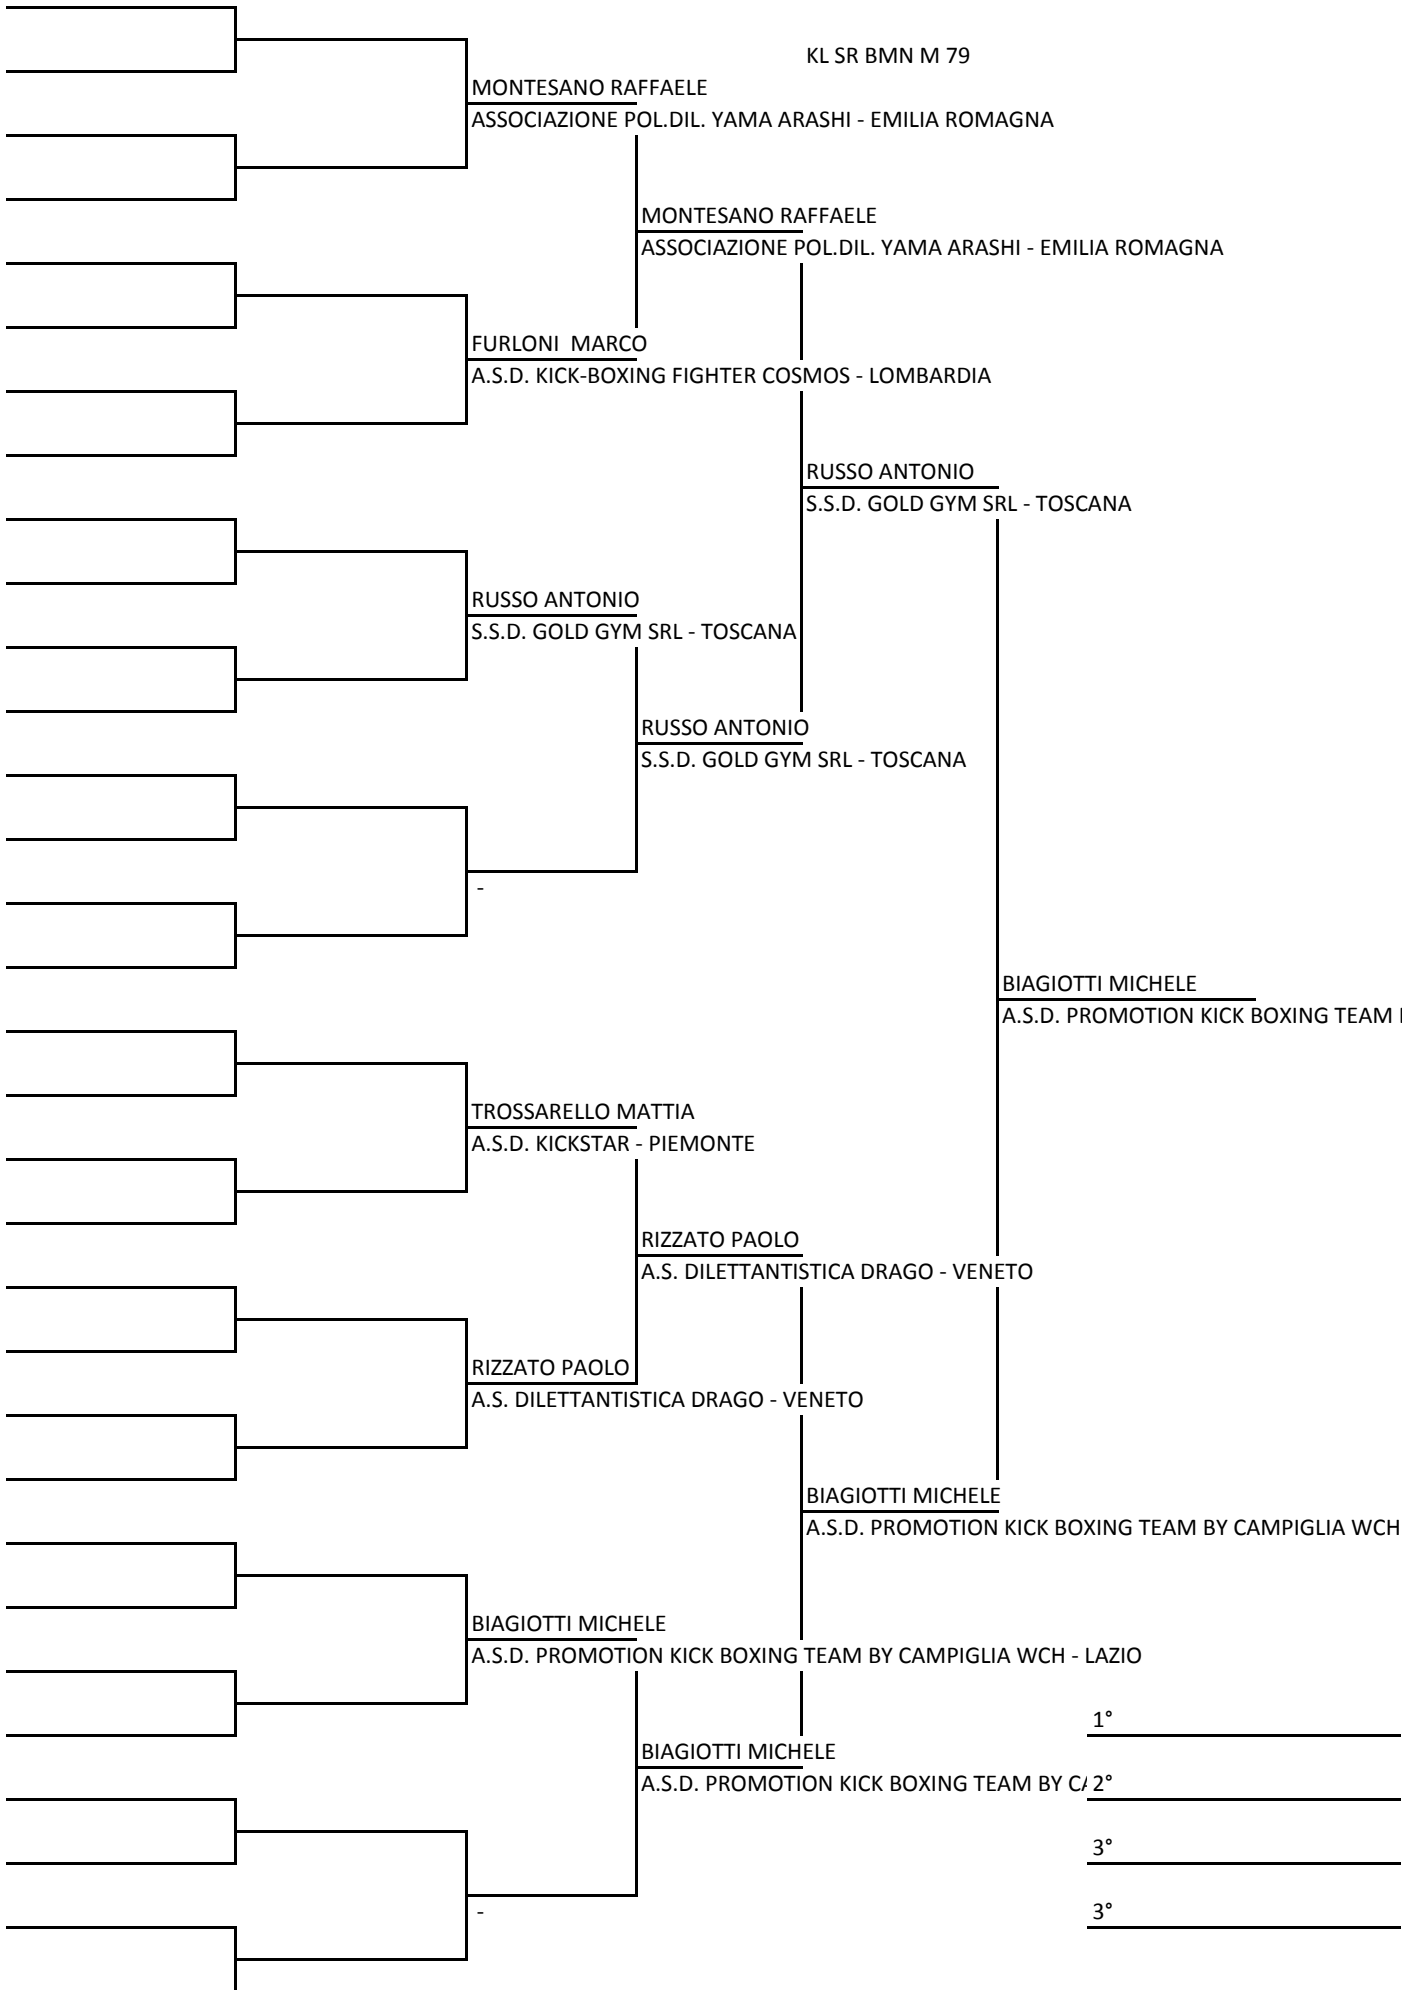 KL SR BMN M 79
MONTESANO RAFFAELE
ASSOCIAZIONE POL.DIL. YAMA ARASHI - EMILIA ROMAGNA
MONTESANO RAFFAELE
ASSOCIAZIONE POL.DIL. YAMA ARASHI - EMILIA ROMAGNA
FURLONI  MARCO
A.S.D. KICK-BOXING FIGHTER COSMOS - LOMBARDIA
RUSSO ANTONIO
S.S.D. GOLD GYM SRL - TOSCANA
RUSSO ANTONIO
S.S.D. GOLD GYM SRL - TOSCANA
RUSSO ANTONIO
S.S.D. GOLD GYM SRL - TOSCANA
-
BIAGIOTTI MICHELE
A.S.D. PROMOTION KICK BOXING TEAM
TROSSARELLO MATTIA
A.S.D. KICKSTAR - PIEMONTE
RIZZATO PAOLO
A.S. DILETTANTISTICA DRAGO - VENETO
RIZZATO PAOLO
A.S. DILETTANTISTICA DRAGO - VENETO
BIAGIOTTI MICHELE
A.S.D. PROMOTION KICK BOXING TEAM BY CAMPIGLIA WCH
BIAGIOTTI MICHELE
A.S.D. PROMOTION KICK BOXING TEAM BY CAMPIGLIA WCH - LAZIO
1°
BIAGIOTTI MICHELE
A.S.D. PROMOTION KICK BOXING TEAM BY
2°
3°
3°
-